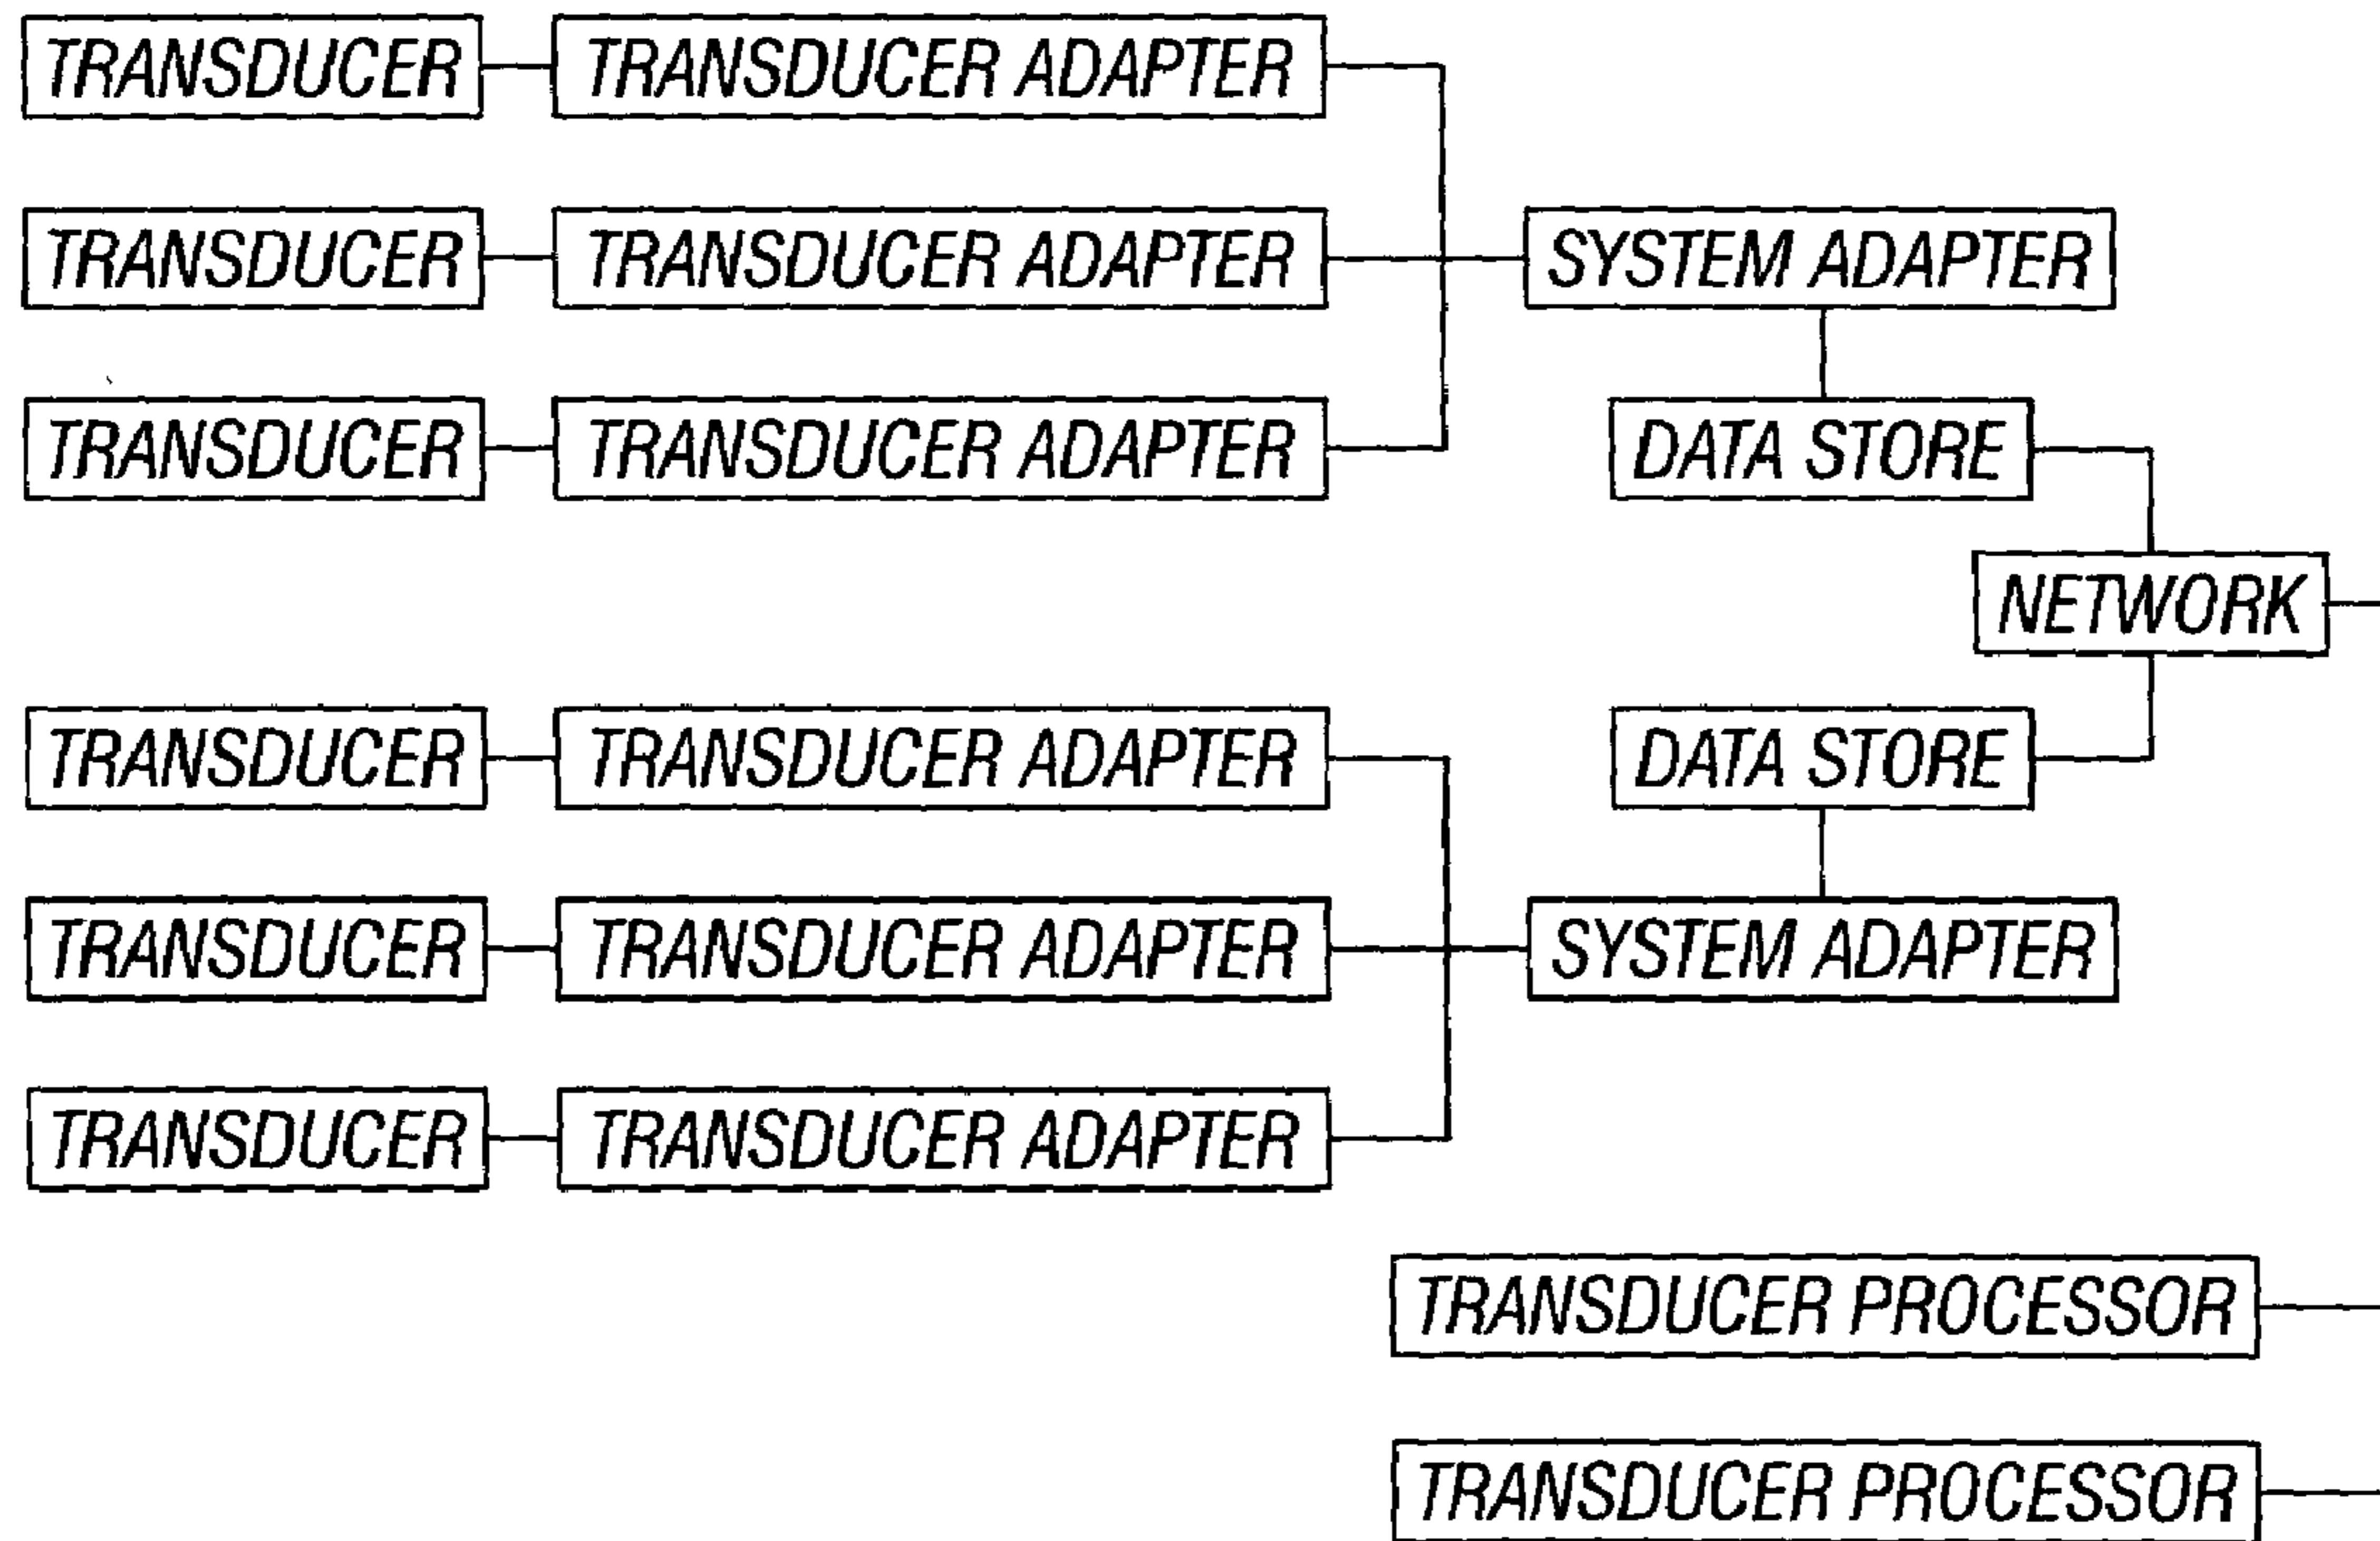 TRANSDUCER
TRANSDUCER ADAPTER
TRANSDUCER
TRANSDUCER ADAPTER
SYSTEM ADAPTER
TRANSDUCER
TRANSDUCER ADAPTER
DATA STORE
NETWORK
TRANSDUCER
TRANSDUCER ADAPTER
DATA STORE
TRANSDUCER
TRANSDUCER ADAPTER
SYSTEM ADAPTER
TRANSDUCER
TRANSDUCER ADAPTER
TRANSDUCER PROCESSOR
TRANSDUCER PROCESSOR